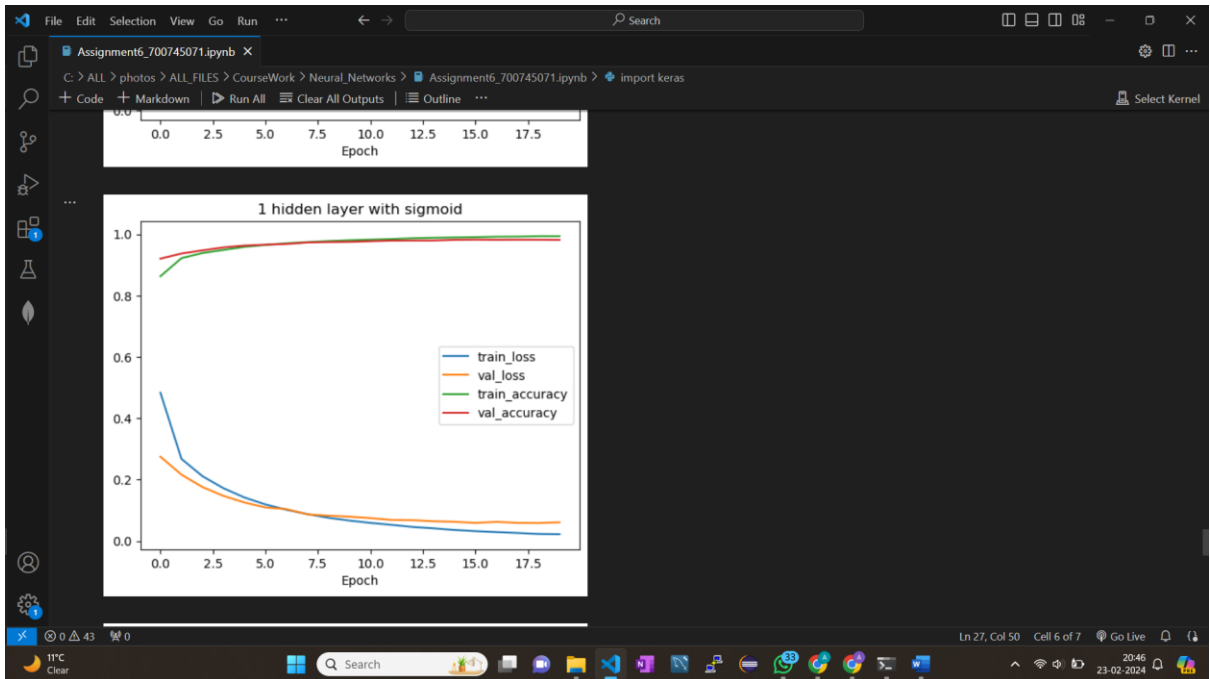 File Edit Selection View Go Run ··· Search
Assignment6_700745071.ipynb
C: > ALL > photos > ALL_FILES > CourseWork > Neural_Networks > Assignment6_700745071.ipynb > import keras
+ Code + Markdown | Run All Clear All Outputs | Outline ··· Select Kernel
0.0
0.0 2.5 5.0 7.5 10.0 12.5 15.0 17.5
Epoch
...
1 hidden layer with sigmoid
1.0
0.8
0.6
0.4
0.2
0.0
train_loss
val_loss
train_accuracy
val_accuracy
0.0 2.5 5.0 7.5 10.0 12.5 15.0 17.5
Epoch
1
1
0 43 0 Ln 27, Col 50 Cell 6 of 7 Go Live
11°C
Clear
Search
33
20:46
23-02-2024